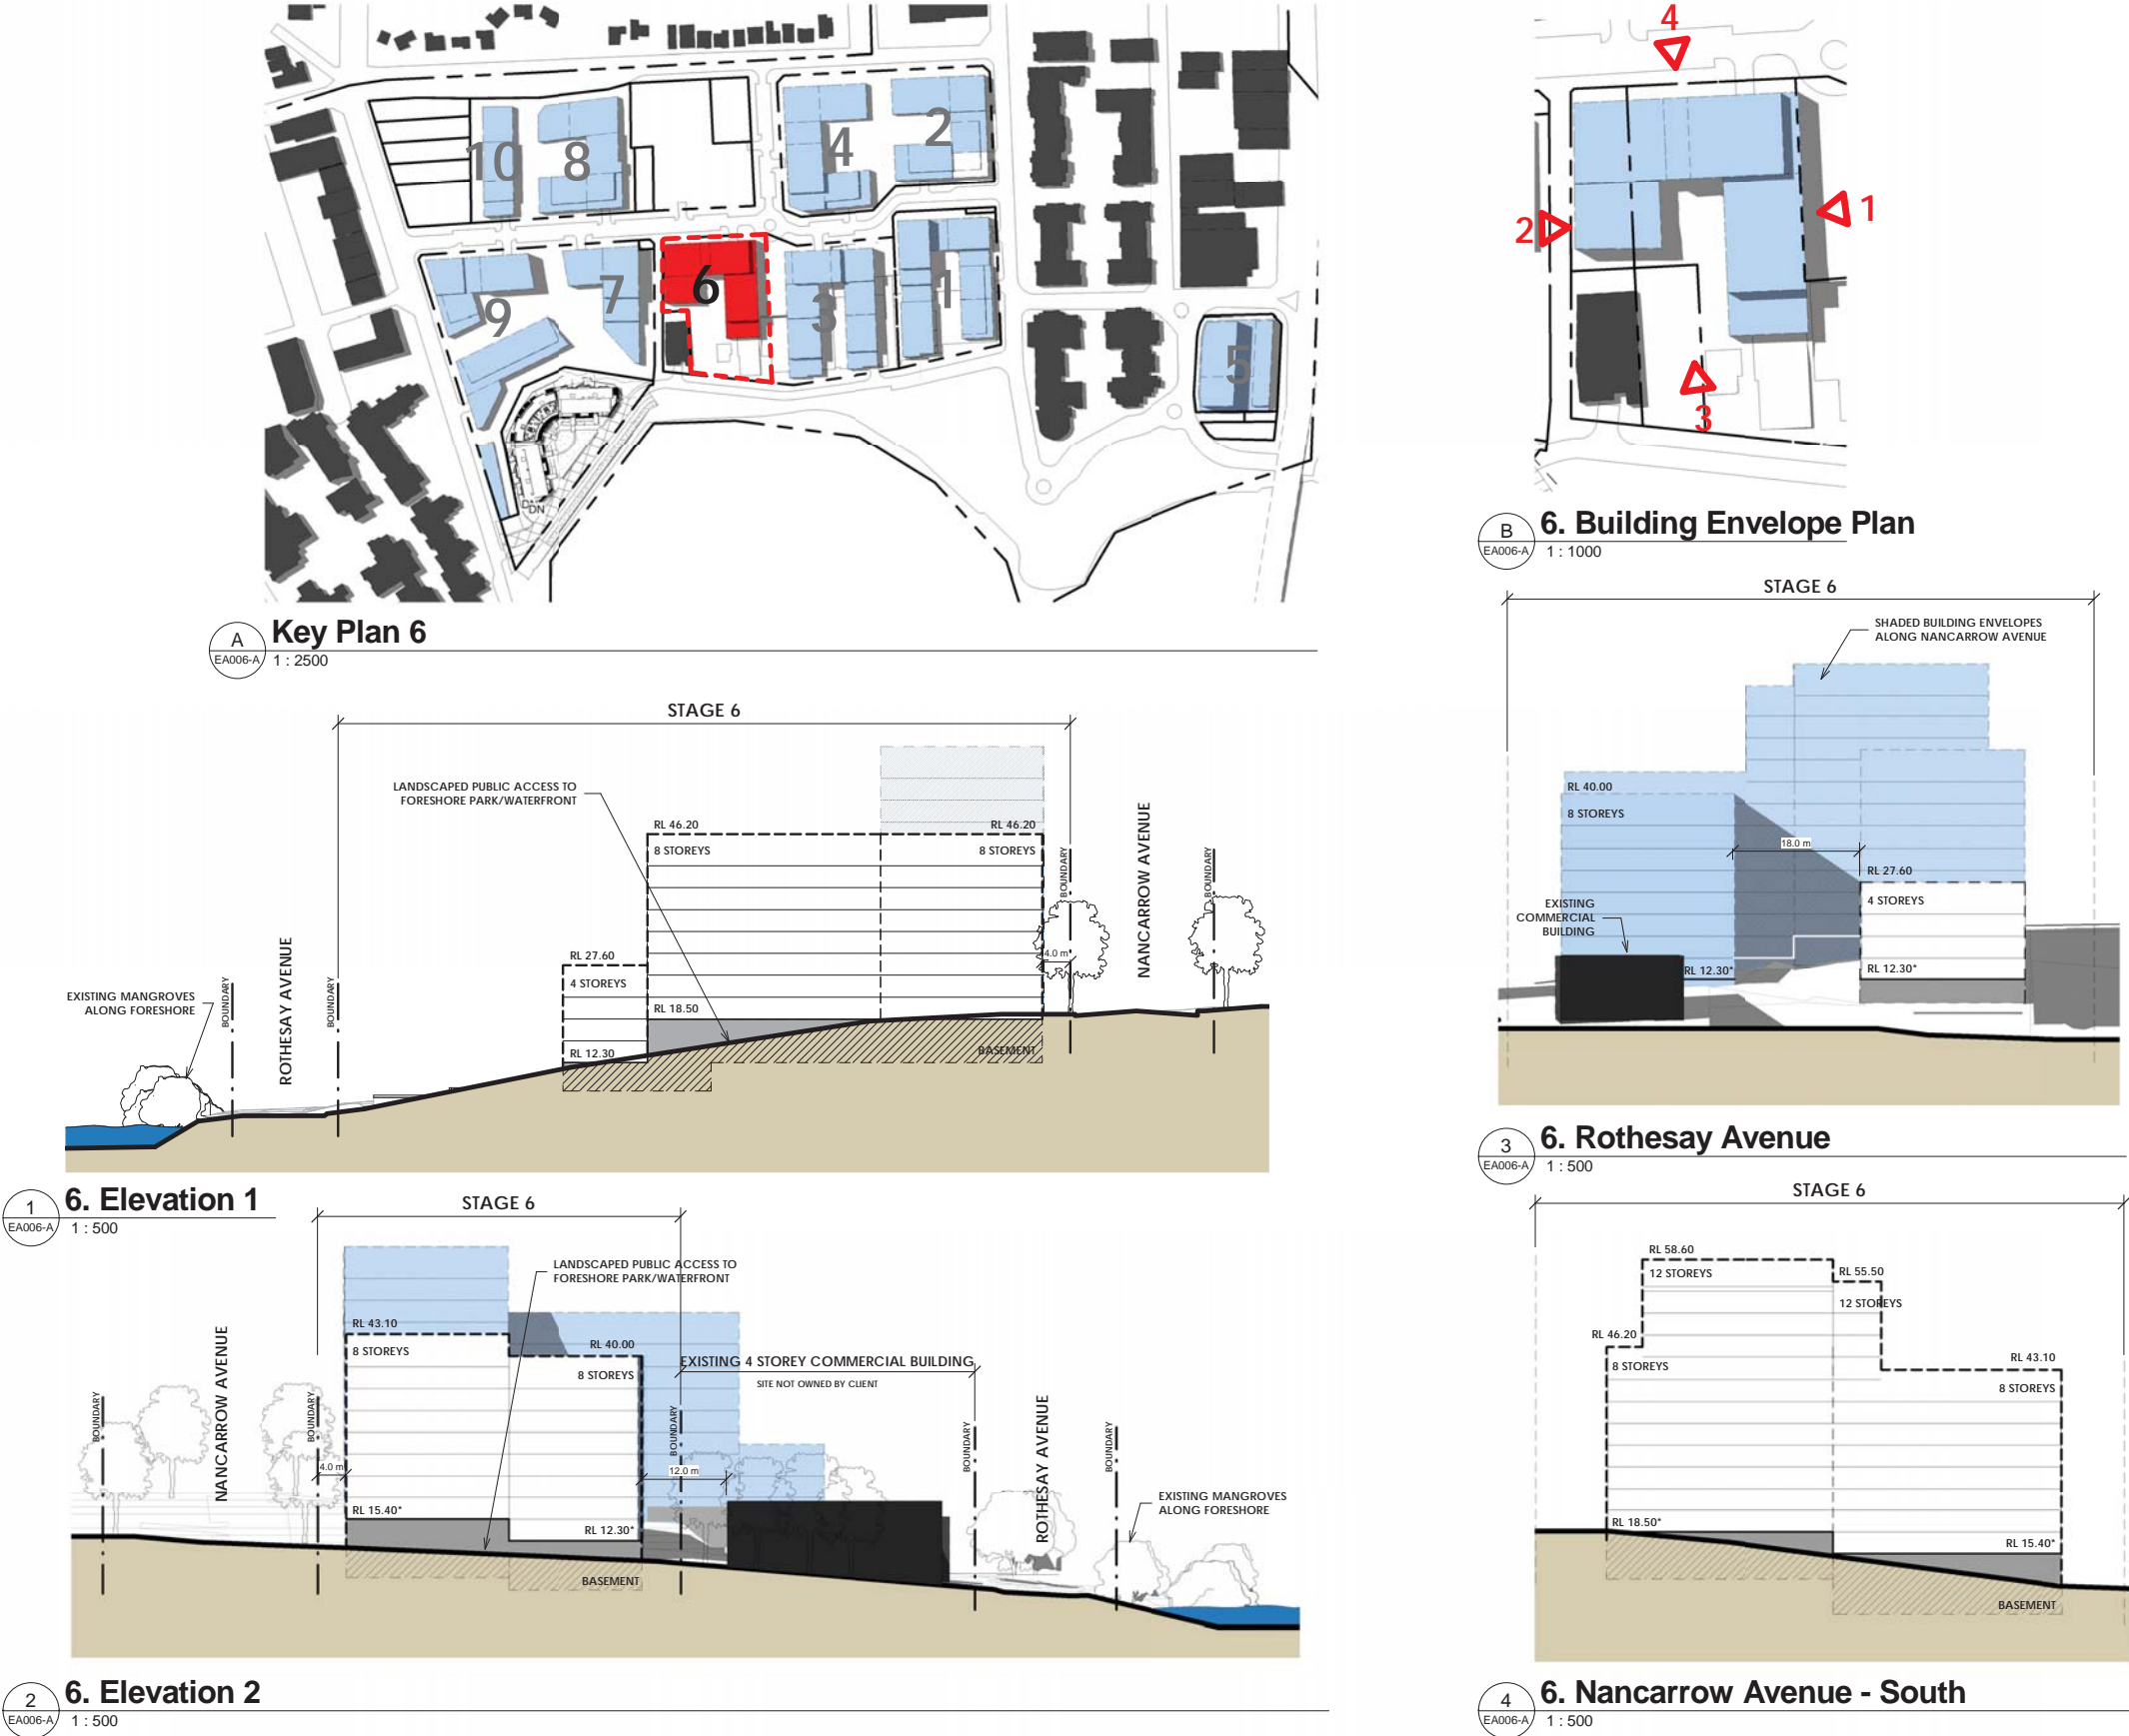 10
8
4
2
9
7
6
3
1
5
DN
A
EA006-A
Key Plan 6
1 : 2500
4
2
1
3
B
EA006-A
6. Building Envelope Plan
1 : 1000
STAGE 6
LANDSCAPED PUBLIC ACCESS TO
FORESHORE PARK/WATERFRONT
RL 46.20
RL 46.20
8 STOREYS
8 STOREYS
BOUNDARY
NANCARROW AVENUE
BOUNDARY
4.0 m
RL 27.60
4 STOREYS
EXISTING MANGROVES
ALONG FORESHORE
BOUNDARY
ROTHESAY AVENUE
BOUNDARY
RL 18.50
RL 12.30
BASEMENT
1
EA006-A
6. Elevation 1
1 : 500
STAGE 6
SHADED BUILDING ENVELOPES
ALONG NANCARROW AVENUE
RL 40.00
8 STOREYS
18.0 m
RL 27.60
4 STOREYS
EXISTING
COMMERCIAL
BUILDING
RL 12.30*
RL 12.30*
3
EA006-A
6. Rothesay Avenue
1 : 500
STAGE 6
LANDSCAPED PUBLIC ACCESS TO
FORESHORE PARK/WATERFRONT
RL 43.10
8 STOREYS
RL 40.00
8 STOREYS
EXISTING 4 STOREY COMMERCIAL BUILDING
SITE NOT OWNED BY CLIENT
BOUNDARY
NANCARROW AVENUE
BOUNDARY
4.0 m
BOUNDARY
12.0 m
BOUNDARY
ROTHESAY AVENUE
BOUNDARY
EXISTING MANGROVES
ALONG FORESHORE
RL 15.40*
RL 12.30*
BASEMENT
2
EA006-A
6. Elevation 2
1 : 500
STAGE 6
RL 58.60
12 STOREYS
RL 55.50
12 STOREYS
RL 46.20
8 STOREYS
RL 43.10
8 STOREYS
RL 18.50*
RL 15.40*
BASEMENT
4
EA006-A
6. Nancarrow Avenue - South
1 : 500